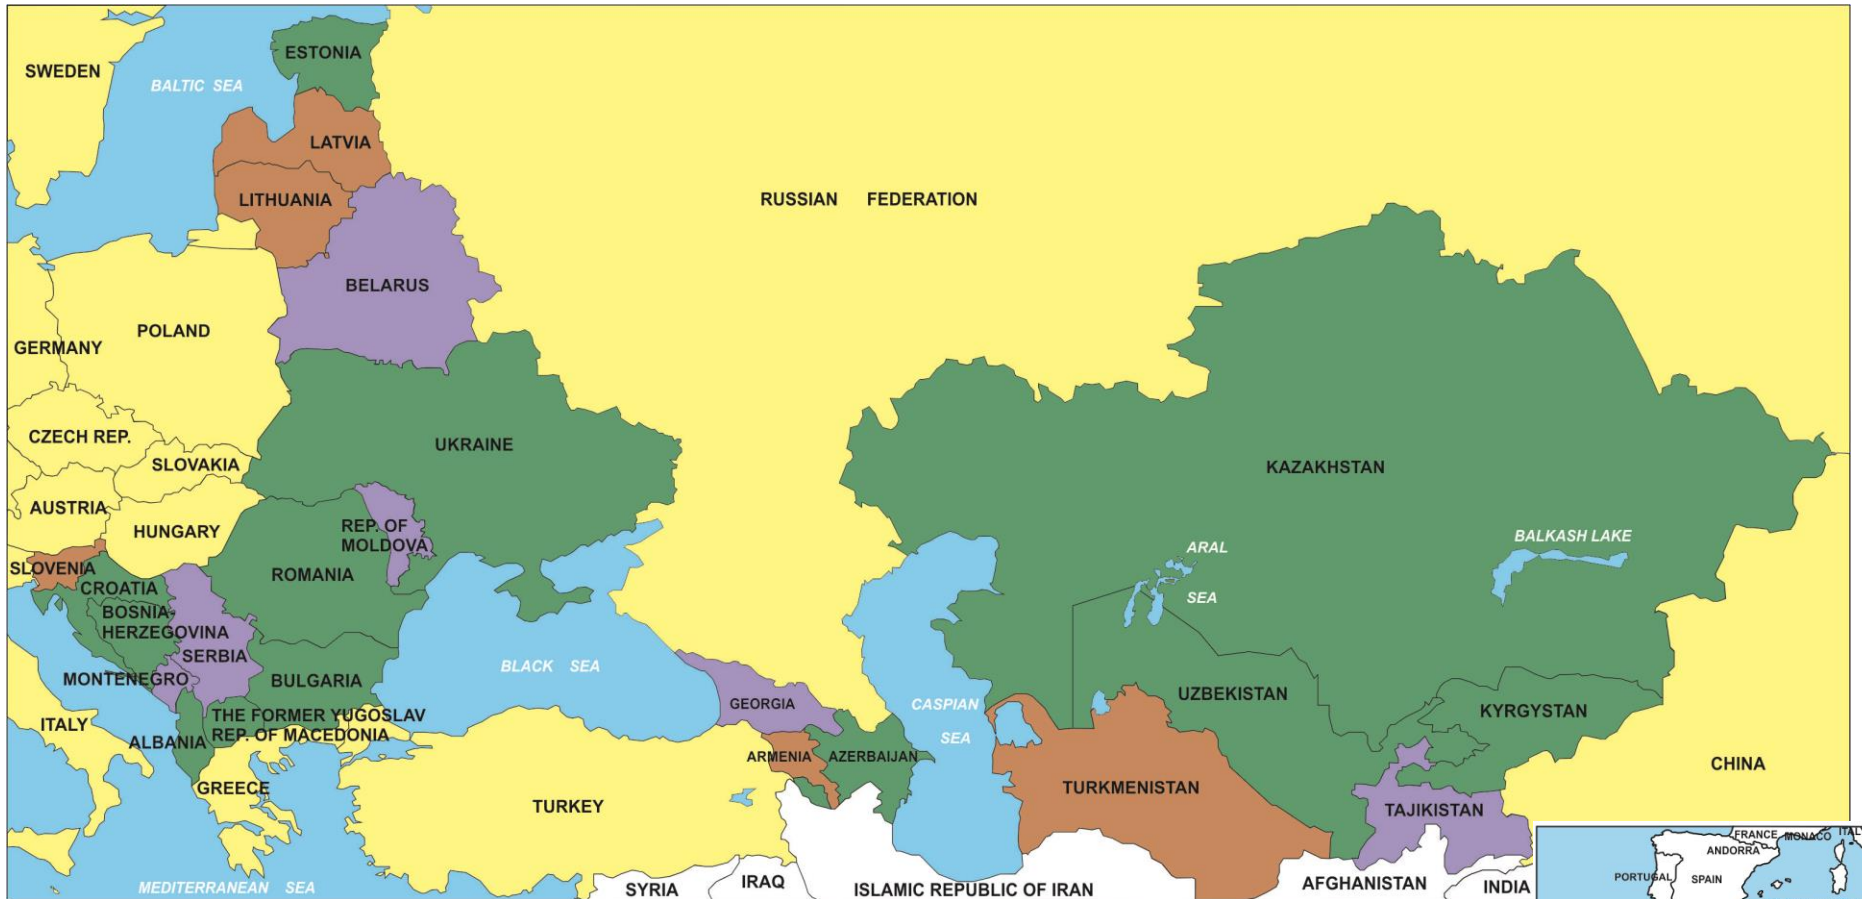 ESTONIA
SWEDEN
BALTIC SEA
LATVIA
LITHUANIA
RUSSIAN FEDERATION
BELARUS
POLAND
GERMANY
CZECH REP.
UKRAINE
SLOVAKIA
KAZAKHSTAN
AUSTRIA
HUNGARY
REP. OF
MOLDOVA
BALKASH LAKE
ARAL
SEA
SLOVENIA
ROMANIA
CROATIA
BOSNIA-
HERZEGOVINA
SERBIA
BLACK SEA
MONTENEGRO
BULGARIA
UZBEKISTAN
GEORGIA
CASPIAN
SEA
KYRGYSTAN
ITALY
THE FORMER YUGOSLAV
REP. OF MACEDONIA
ALBANIA
ARMENIA
AZERBAIJAN
CHINA
GREECE
TURKEY
TURKMENISTAN
TAJIKISTAN
MEDITERRANEAN SEA
SYRIA
IRAQ
ISLAMIC REPUBLIC OF IRAN
AFGHANISTAN
INDIA
FRANCE
MONACO
ITALY
ANDORRA
PORTUGAL
SPAIN